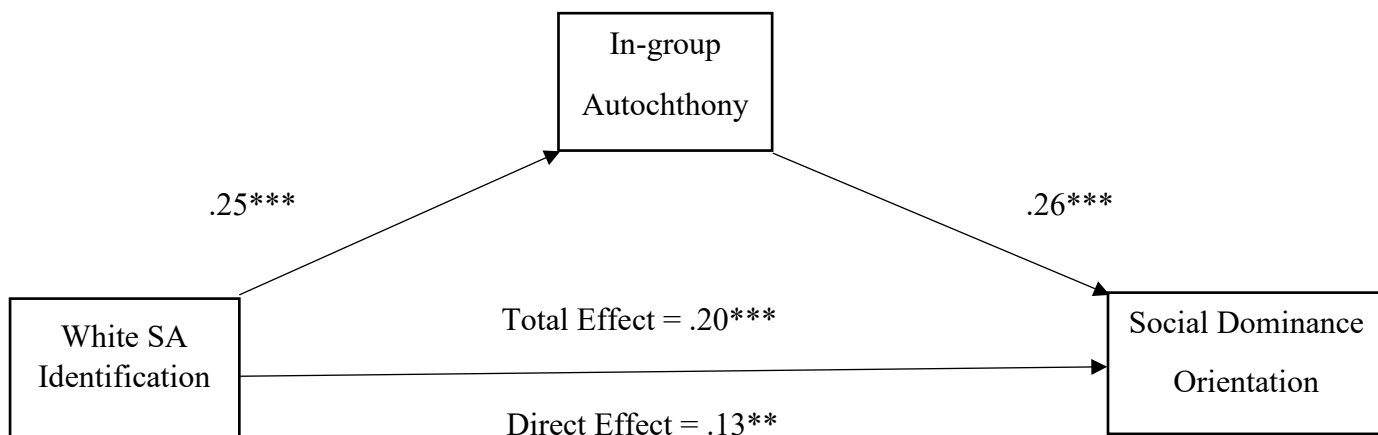 In-group
Autochthony
.25***
.26***
White SA
Identification
Total Effect = .20***
Direct Effect = .13**
Social Dominance
Orientation